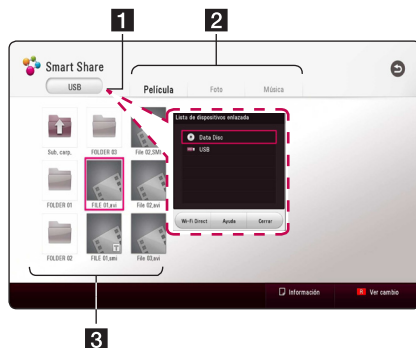 1
2
Smart Share
USB
Película
Foto
Música
Lista de dispositivos enlazada
Data Disc
USB
Wi-Fi Direct
Ayuda
Cerrar
Sub. carp.
FOLDER 03
File 02,SMI
FOLDER 01
FILE 01,avi
File 02,avi
FOLDER 02
FILE 01,smi
File 03,avi
T
Información
R Ver cambio
3